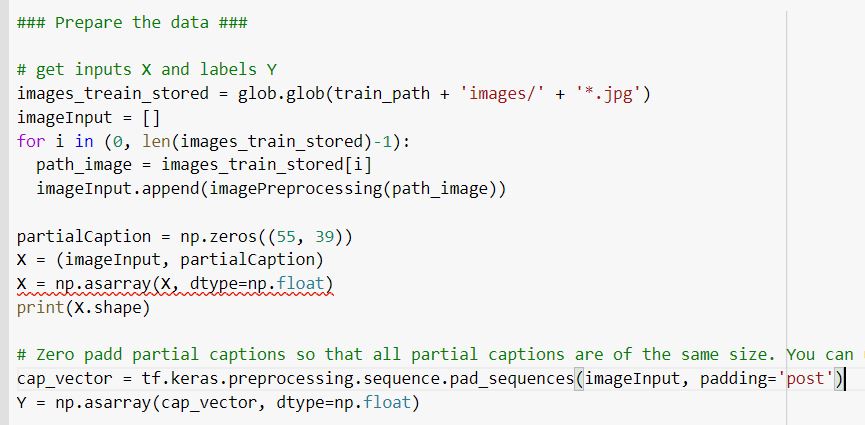 ### Prepare the data ###
# get inputs X and labels Y
images_treain_stored = glob.glob(train_path + 'images/' + '*.jpg')
imageInput = []
for i in (0, len(images_train_stored)-1):
path_image = images_train_stored[i]
imageInput.append(imagePreprocessing(path_image))
partialCaption = np.zeros((55, 39))
X = (imageInput, partialCaption)
X = np.asarray(X, dtype=np.float)
print(X.shape)
# Zero padd partial captions so that all partial captions are of the same size. You can
cap_vector = tf.keras.preprocessing.sequence.pad_sequences(imageInput, padding='post')
Y = np.asarray(cap_vector, dtype=np.float)